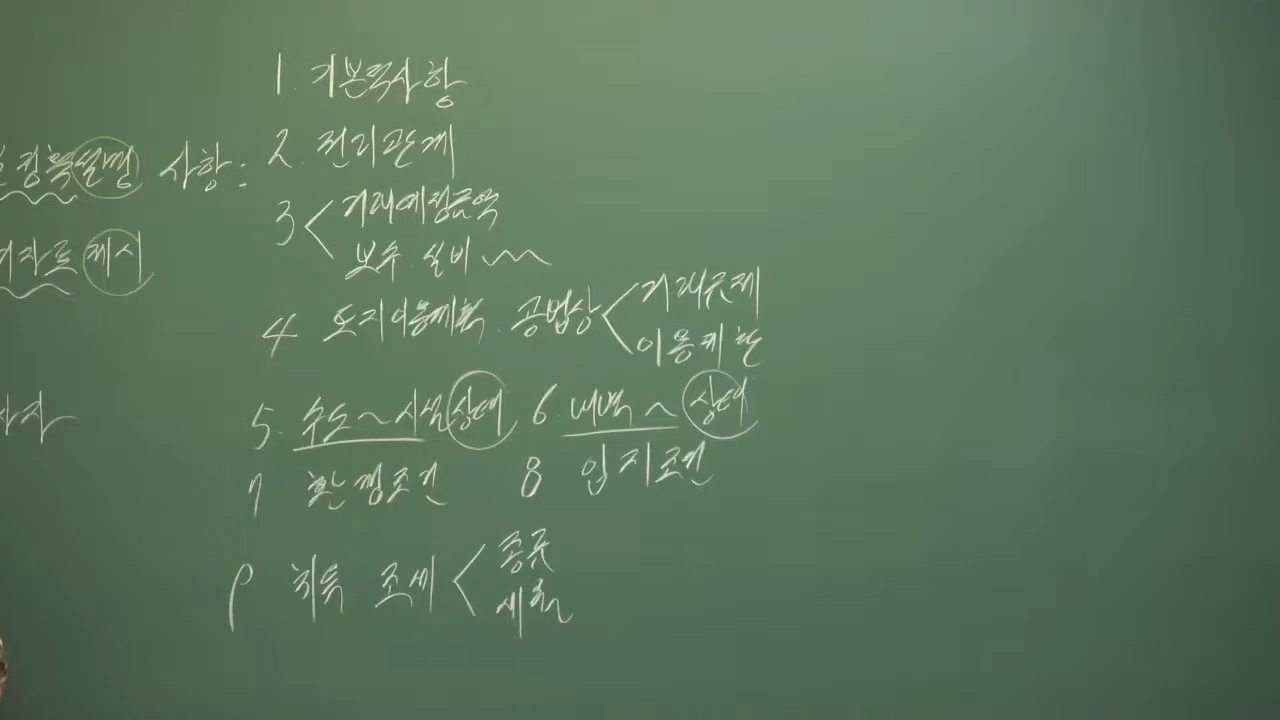 1. 기본적사항
2. 권리관계
확인설명 사항:
3 < 거래예정금액
보수. 실비
거자료 제시
4 토지이용계획. 공법상 < 거래규제
이용제한
5. 수도~시설상태 6. 내벽~상태
7 환경조건 8 입지조건
9 취득 조세 < 종류
세율